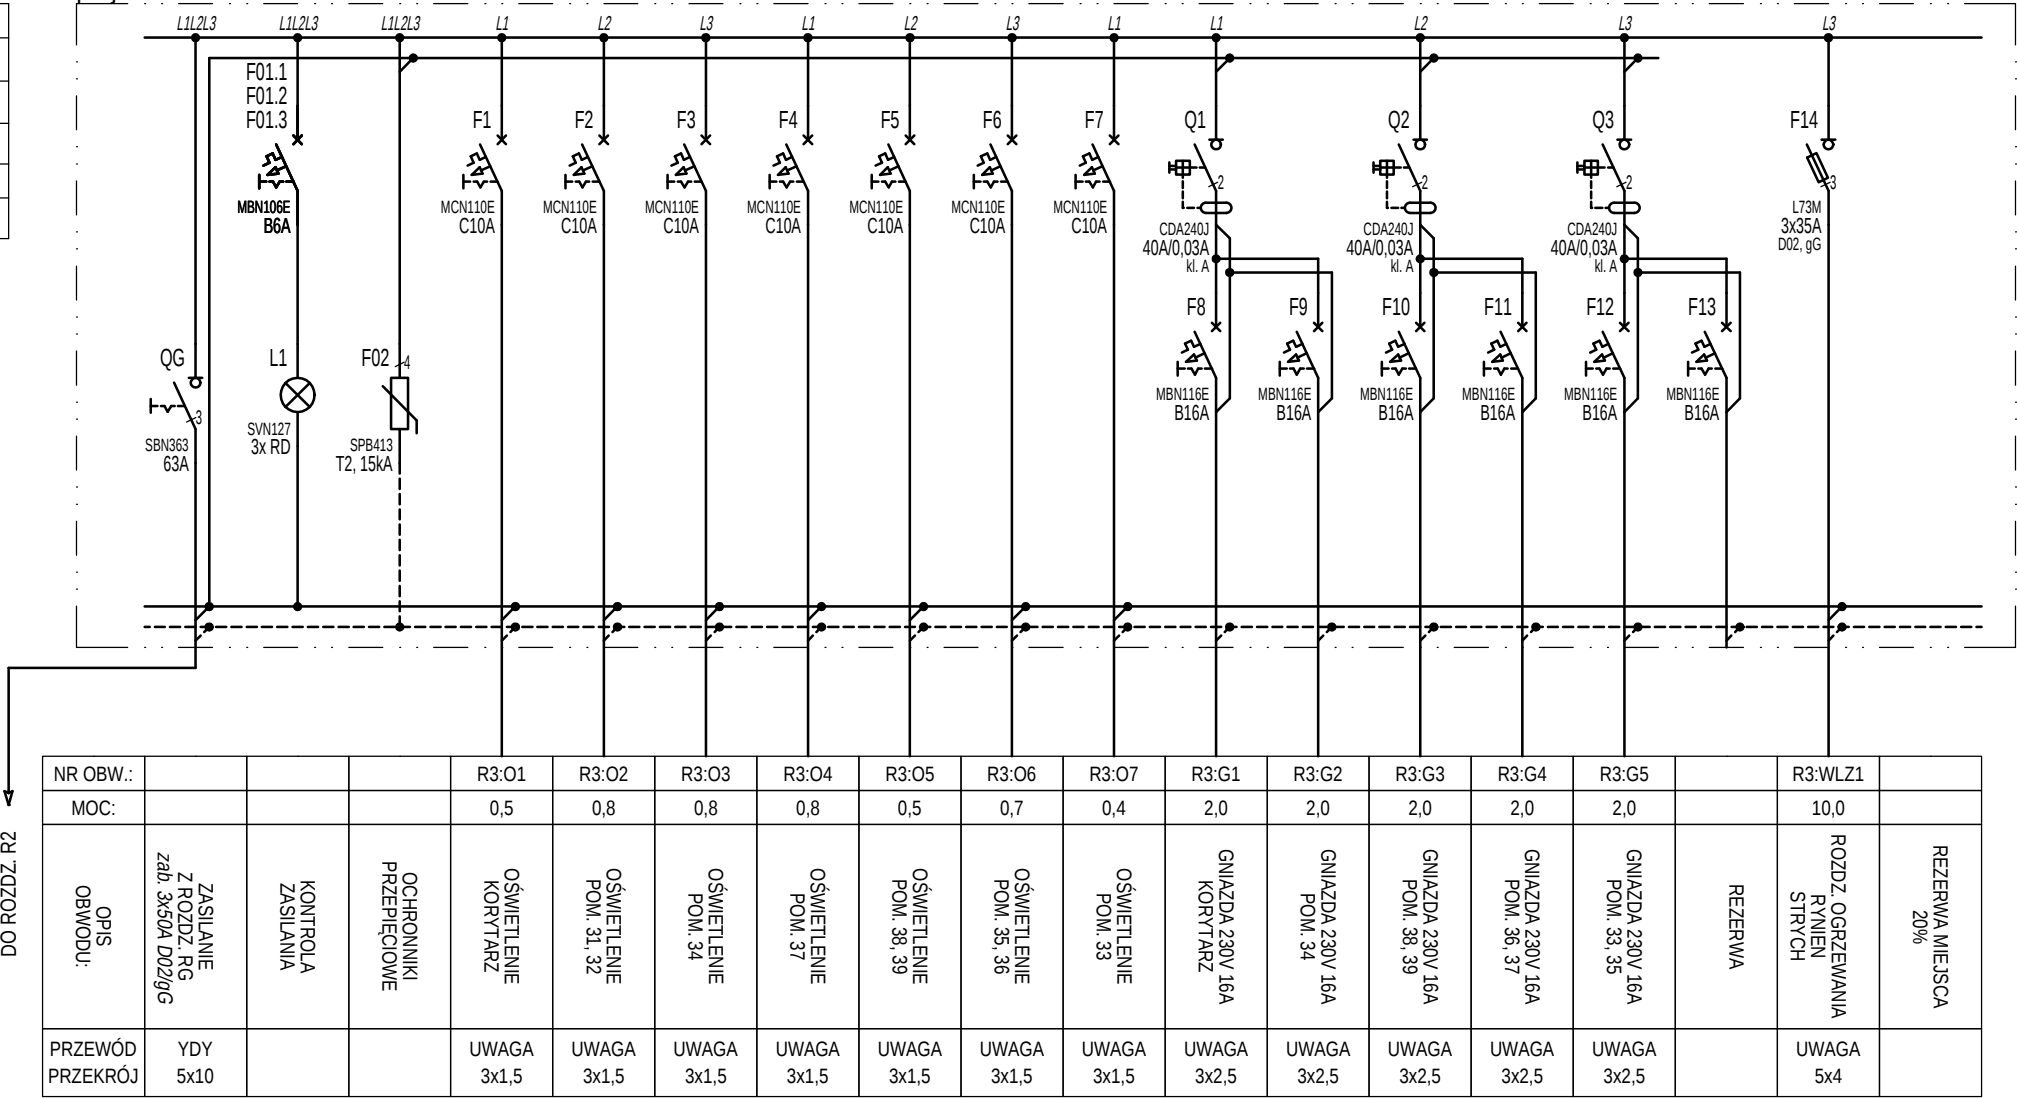 L1L2L3 L1L2L3 L1L2L3 L1 L2 L3 L1 L2 L3 L1 L1 L2 L3 L3
F01.1
F01.2
F01.3 F1 F2 F3 F4 F5 F6 F7 Q1 Q2 Q3 F14
2 2 2 3
MBN106E MCN110E MCN110E MCN110E MCN110E MCN110E MCN110E MCN110E L73M
B6A C10A C10A C10A C10A C10A C10A C10A 3x35A
CDA240J CDA240J CDA240J D02, gG
40A/0,03A 40A/0,03A 40A/0,03A
kl. A kl. A kl. A
F8 F9 F10 F11 F12 F13
QG L1 F02 4
MBN116E MBN116E MBN116E MBN116E MBN116E MBN116E
B16A B16A B16A B16A B16A B16A
3
SBN363 SVN127 SPB413
63A 3x RD T2, 15kA
DO ROZDZ. R2
NR OBW.: R3:O1 R3:O2 R3:O3 R3:O4 R3:O5 R3:O6 R3:O7 R3:G1 R3:G2 R3:G3 R3:G4 R3:G5 R3:WLZ1
MOC: 0,5 0,8 0,8 0,8 0,5 0,7 0,4 2,0 2,0 2,0 2,0 2,0 10,0
OPIS
OBWODU:
ZASILANIE
Z ROZDZ. RG
zab. 3x50A D02/gG
KONTROLA
ZASILANIA
OCHRONNIKI
PRZEPIĘCIOWE
OŚWIETLENIE
KORYTARZ
OŚWIETLENIE
POM. 31, 32
OŚWIETLENIE
POM. 34
OŚWIETLENIE
POM. 37
OŚWIETLENIE
POM. 38, 39
OŚWIETLENIE
POM. 35, 36
OŚWIETLENIE
POM. 33
GNIAZDA 230V 16A
KORYTARZ
GNIAZDA 230V 16A
POM. 34
GNIAZDA 230V 16A
POM. 38, 39
GNIAZDA 230V 16A
POM. 36, 37
GNIAZDA 230V 16A
POM. 33, 35
REZERWA
ROZDZ. OGRZEWANIA
RYNIEN
STRYCH
REZERWA MIEJSCA
20%
PRZEWÓD YDY UWAGA UWAGA UWAGA UWAGA UWAGA UWAGA UWAGA UWAGA UWAGA UWAGA UWAGA UWAGA UWAGA
PRZEKRÓJ 5x10 3x1,5 3x1,5 3x1,5 3x1,5 3x1,5 3x1,5 3x1,5 3x2,5 3x2,5 3x2,5 3x2,5 3x2,5 5x4